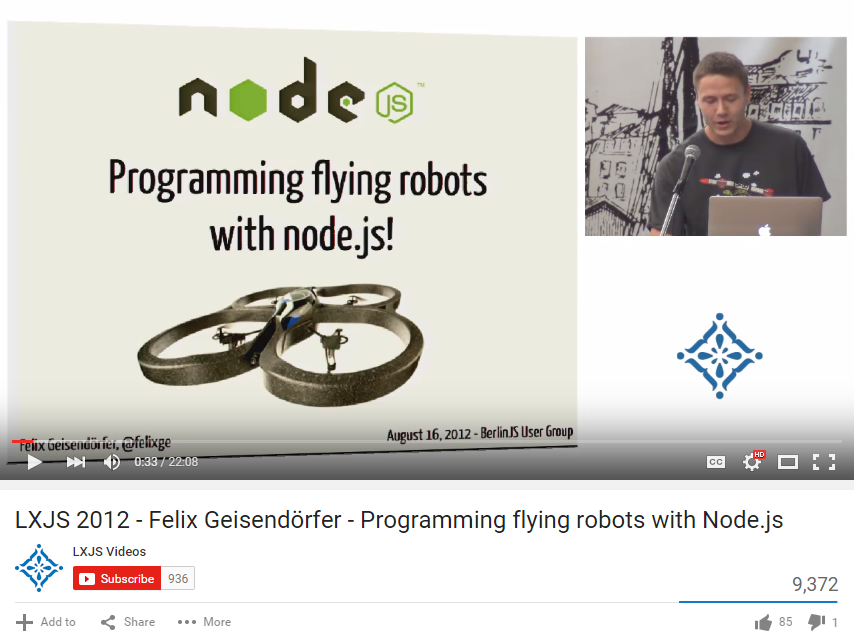 node
JS
TM
Programming flying robots
with node.js!
Felix Geisendörfer, @felixge
August 16, 2012 - BerlinJS User Group
0:33 / 22:08
CC
HD
LXJS 2012 - Felix Geisendörfer - Programming flying robots with Node.js
LXJS Videos
Subscribe 936
9,372
Add to Share More
85 1